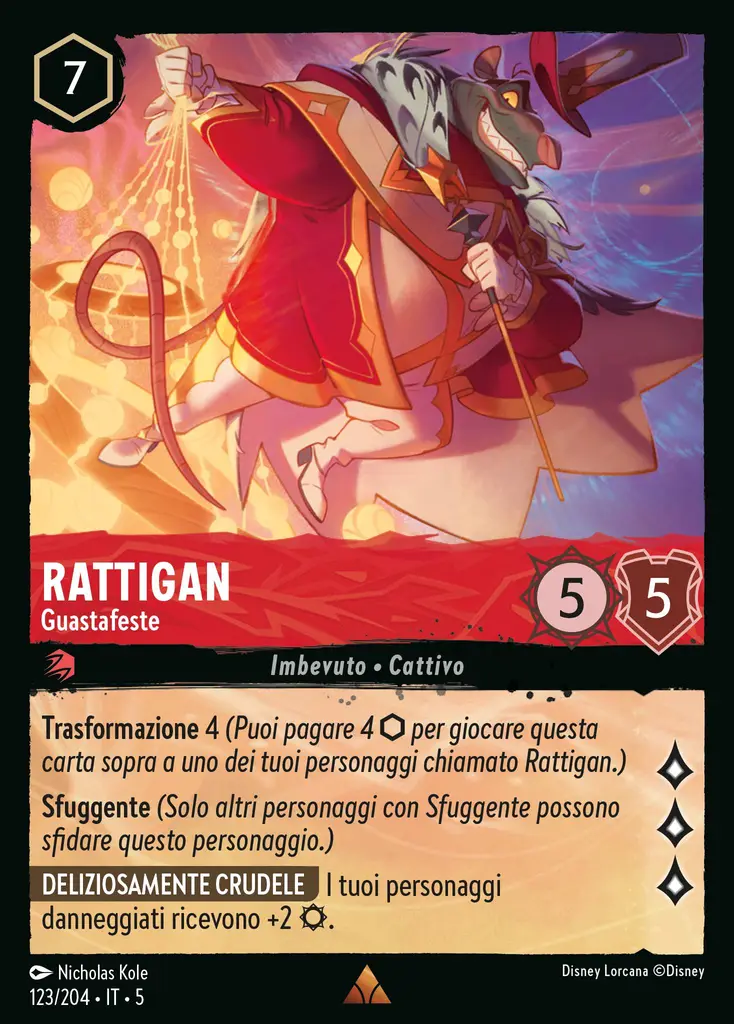 7
RATTIGAN
Guastafeste
5
5
Imbevuto • Cattivo
Trasformazione 4 (Puoi pagare 4 ⬡ per giocare questa
carta sopra a uno dei tuoi personaggi chiamato Rattigan.)
Sfuggente (Solo altri personaggi con Sfuggente possono
sfidare questo personaggio.)
DELIZIOSAMENTE CRUDELE I tuoi personaggi
danneggiati ricevono +2 ¤.
Nicholas Kole
Disney Lorcana ©Disney
123/204 • IT • 5